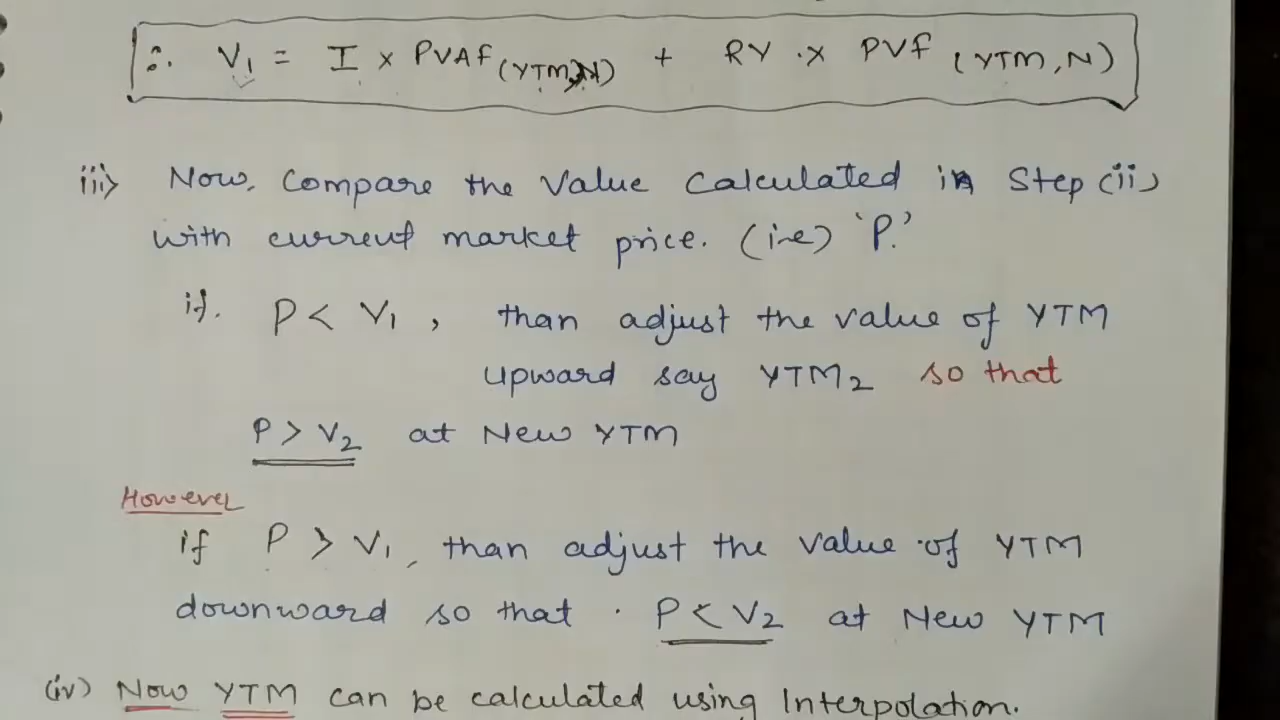 ∴ V₁ = I × PVAF (YTM, N) + RV × PVF (YTM, N)
iii) Now, Compare the Value Calculated in Step (ii)
with current market price. (i.e) 'P.'
if. P < V₁ , than adjust the value of YTM
upward say YTM₂ so that
P > V₂ at New YTM
However
if P > V₁, than adjust the value of YTM
downward so that P < V₂ at New YTM
(iv) Now YTM can be calculated using Interpolation.